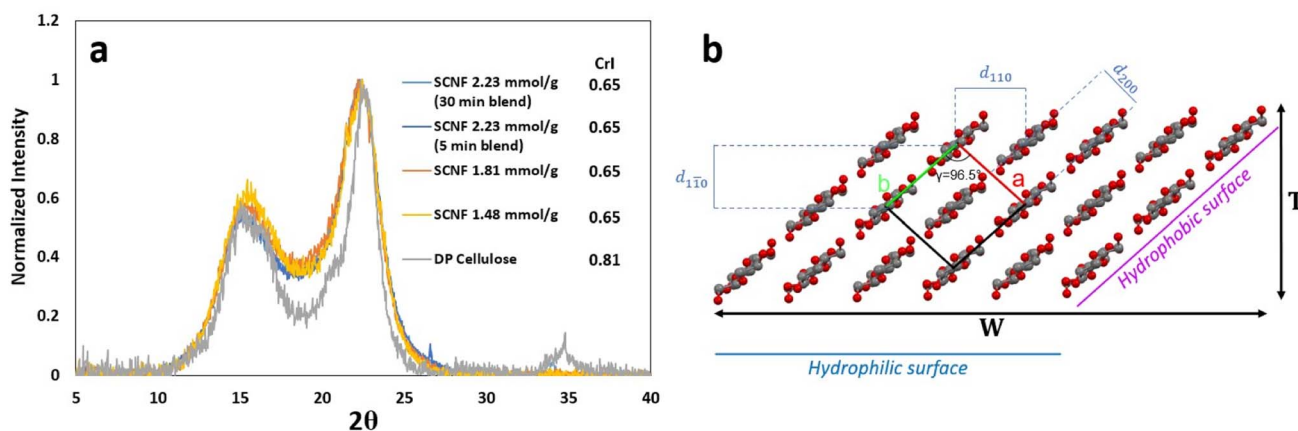 a
1.2
1
0.8
0.6
0.4
0.2
0
Normalized Intensity
5 10 15 20 25 30 35 40
2θ
CrI
SCNF 2.23 mmol/g 0.65
(30 min blend)
SCNF 2.23 mmol/g 0.65
(5 min blend)
SCNF 1.81 mmol/g 0.65
SCNF 1.48 mmol/g 0.65
DP Cellulose 0.81
b
d₁₁₀
d₂₀₀
d₁₁̅₀
γ=96.5°
b
a
Hydrophobic surface
T
W
Hydrophilic surface